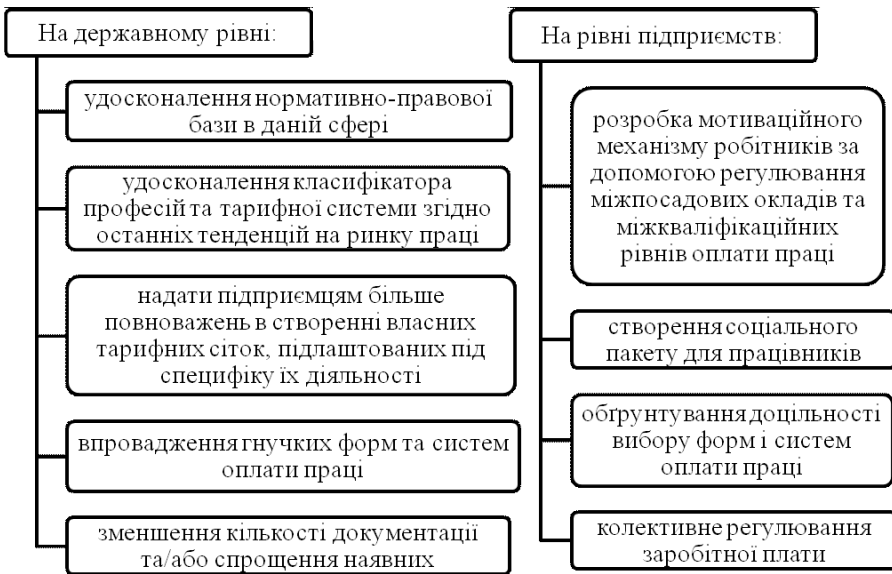 На державному рівні:
удосконалення нормативно-правової
бази в даній сфері
удосконалення класифікатора
професій та тарифної системи згідно
останніх тенденцій на ринку праці
надати підприємцям більше
повноважень в створенні власних
тарифних сіток, підлаштованих під
специфіку їх діяльності
впровадження гнучких форм та систем
оплати праці
зменшення кількості документації
та/або спрощення наявних
На рівні підприємств:
розробка мотиваційного
механізму робітників за
допомогою регулювання
міжпосадових окладів та
міжкваліфікаційних
рівнів оплати праці
створення соціального
пакету для працівників
обґрунтування доцільності
вибору форм і систем
оплати праці
колективне регулювання
заробітної плати